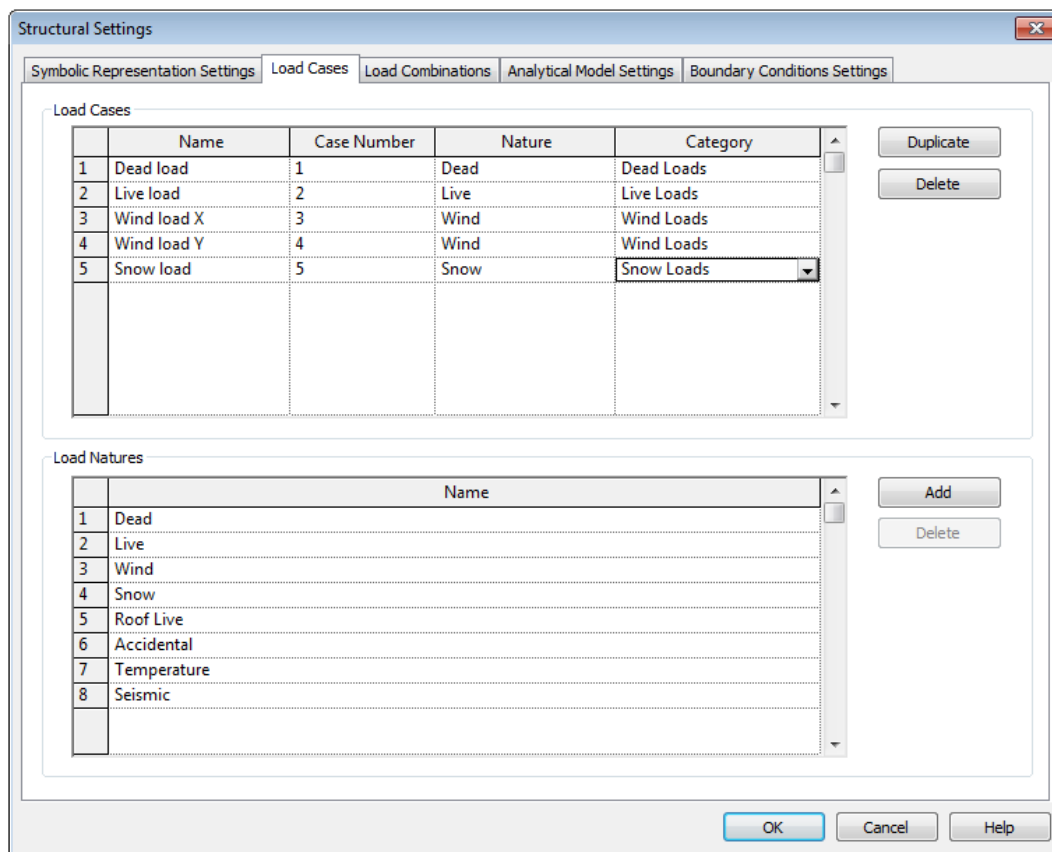 Structural Settings
Symbolic Representation Settings Load Cases Load Combinations Analytical Model Settings Boundary Conditions Settings
Load Cases
Name Case Number Nature Category
Duplicate
1 Dead load 1 Dead Dead Loads
2 Live load 2 Live Live Loads
Delete
3 Wind load X 3 Wind Wind Loads
4 Wind load Y 4 Wind Wind Loads
5 Snow load 5 Snow Snow Loads
Load Natures
Name
Add
1 Dead
2 Live
Delete
3 Wind
4 Snow
5 Roof Live
6 Accidental
7 Temperature
8 Seismic
OK Cancel Help